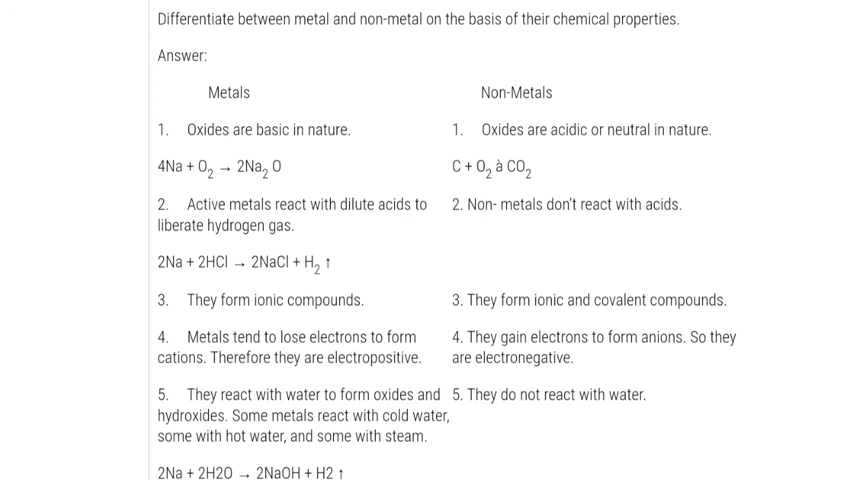 Differentiate between metal and non-metal on the basis of their chemical properties.
Answer:
Metals Non-Metals
1. Oxides are basic in nature. 1. Oxides are acidic or neutral in nature.
4Na + O₂ → 2Na₂ O C + O₂ à CO₂
2. Active metals react with dilute acids to 2. Non- metals don't react with acids.
liberate hydrogen gas.
2Na + 2HCl → 2NaCl + H₂ ↑
3. They form ionic compounds. 3. They form ionic and covalent compounds.
4. Metals tend to lose electrons to form 4. They gain electrons to form anions. So they
cations. Therefore they are electropositive. are electronegative.
5. They react with water to form oxides and 5. They do not react with water.
hydroxides. Some metals react with cold water,
some with hot water, and some with steam.
2Na + 2H2O → 2NaOH + H2 ↑